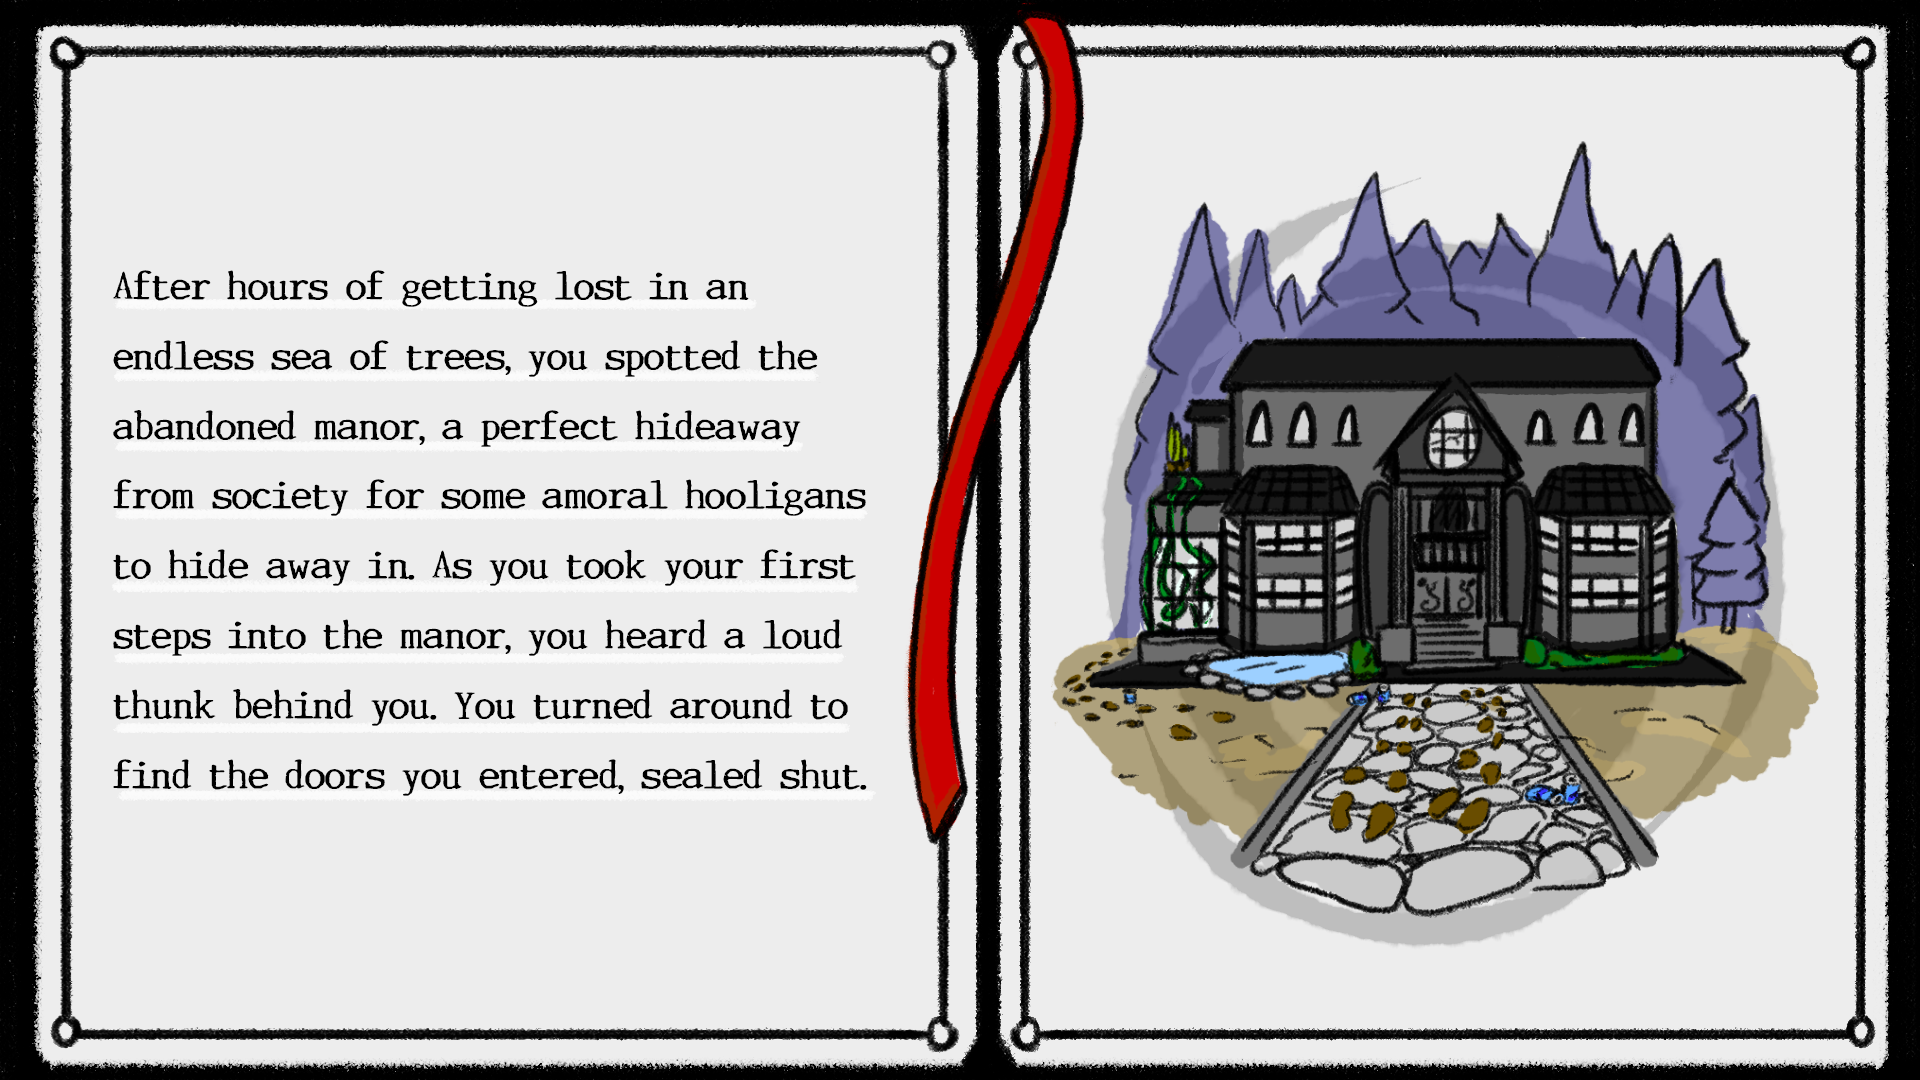 After hours of getting lost in an
endless sea of trees, you spotted the
abandoned manor, a perfect hideaway
from society for some amoral hooligans
to hide away in. As you took your first
steps into the manor, you heard a loud
thunk behind you. You turned around to
find the doors you entered, sealed shut.